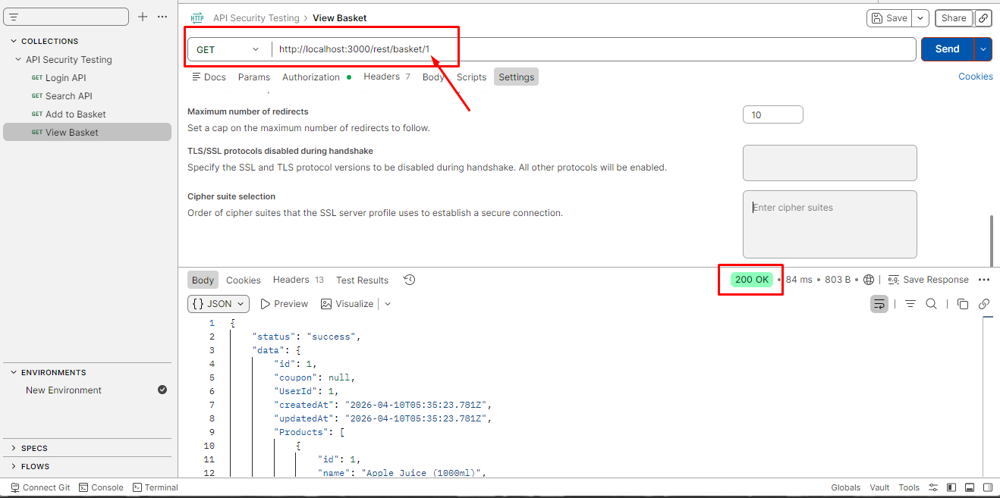 HTTP API Security Testing > View Basket
Save
Share
COLLECTIONS
API Security Testing
GET Login API
GET Search API
GET Add to Basket
GET View Basket
GET
http://localhost:3000/rest/basket/1
Send
Docs Params Authorization Headers 7 Body Scripts Settings
Cookies
Maximum number of redirects
Set a cap on the maximum number of redirects to follow.
10
TLS/SSL protocols disabled during handshake
Specify the SSL and TLS protocol versions to be disabled during handshake. All other protocols will be enabled.
Cipher suite selection
Order of cipher suites that the SSL server profile uses to establish a secure connection.
Enter cipher suites
Body Cookies Headers 13 Test Results
200 OK • 84 ms • 803 B • e.g. Save Response
{} JSON Preview Visualize
1 {
2 "status": "success",
3 "data": {
4 "id": 1,
5 "coupon": null,
6 "UserId": 1,
7 "createdAt": "2026-04-10T05:35:23.781Z",
8 "updatedAt": "2026-04-10T05:35:23.781Z",
9 "Products": [
10 {
11 "id": 1,
12 "name": "Apple Juice (1000ml)",
ENVIRONMENTS
New Environment
SPECS
FLOWS
Connect Git Console Terminal
Globals Vault Tools